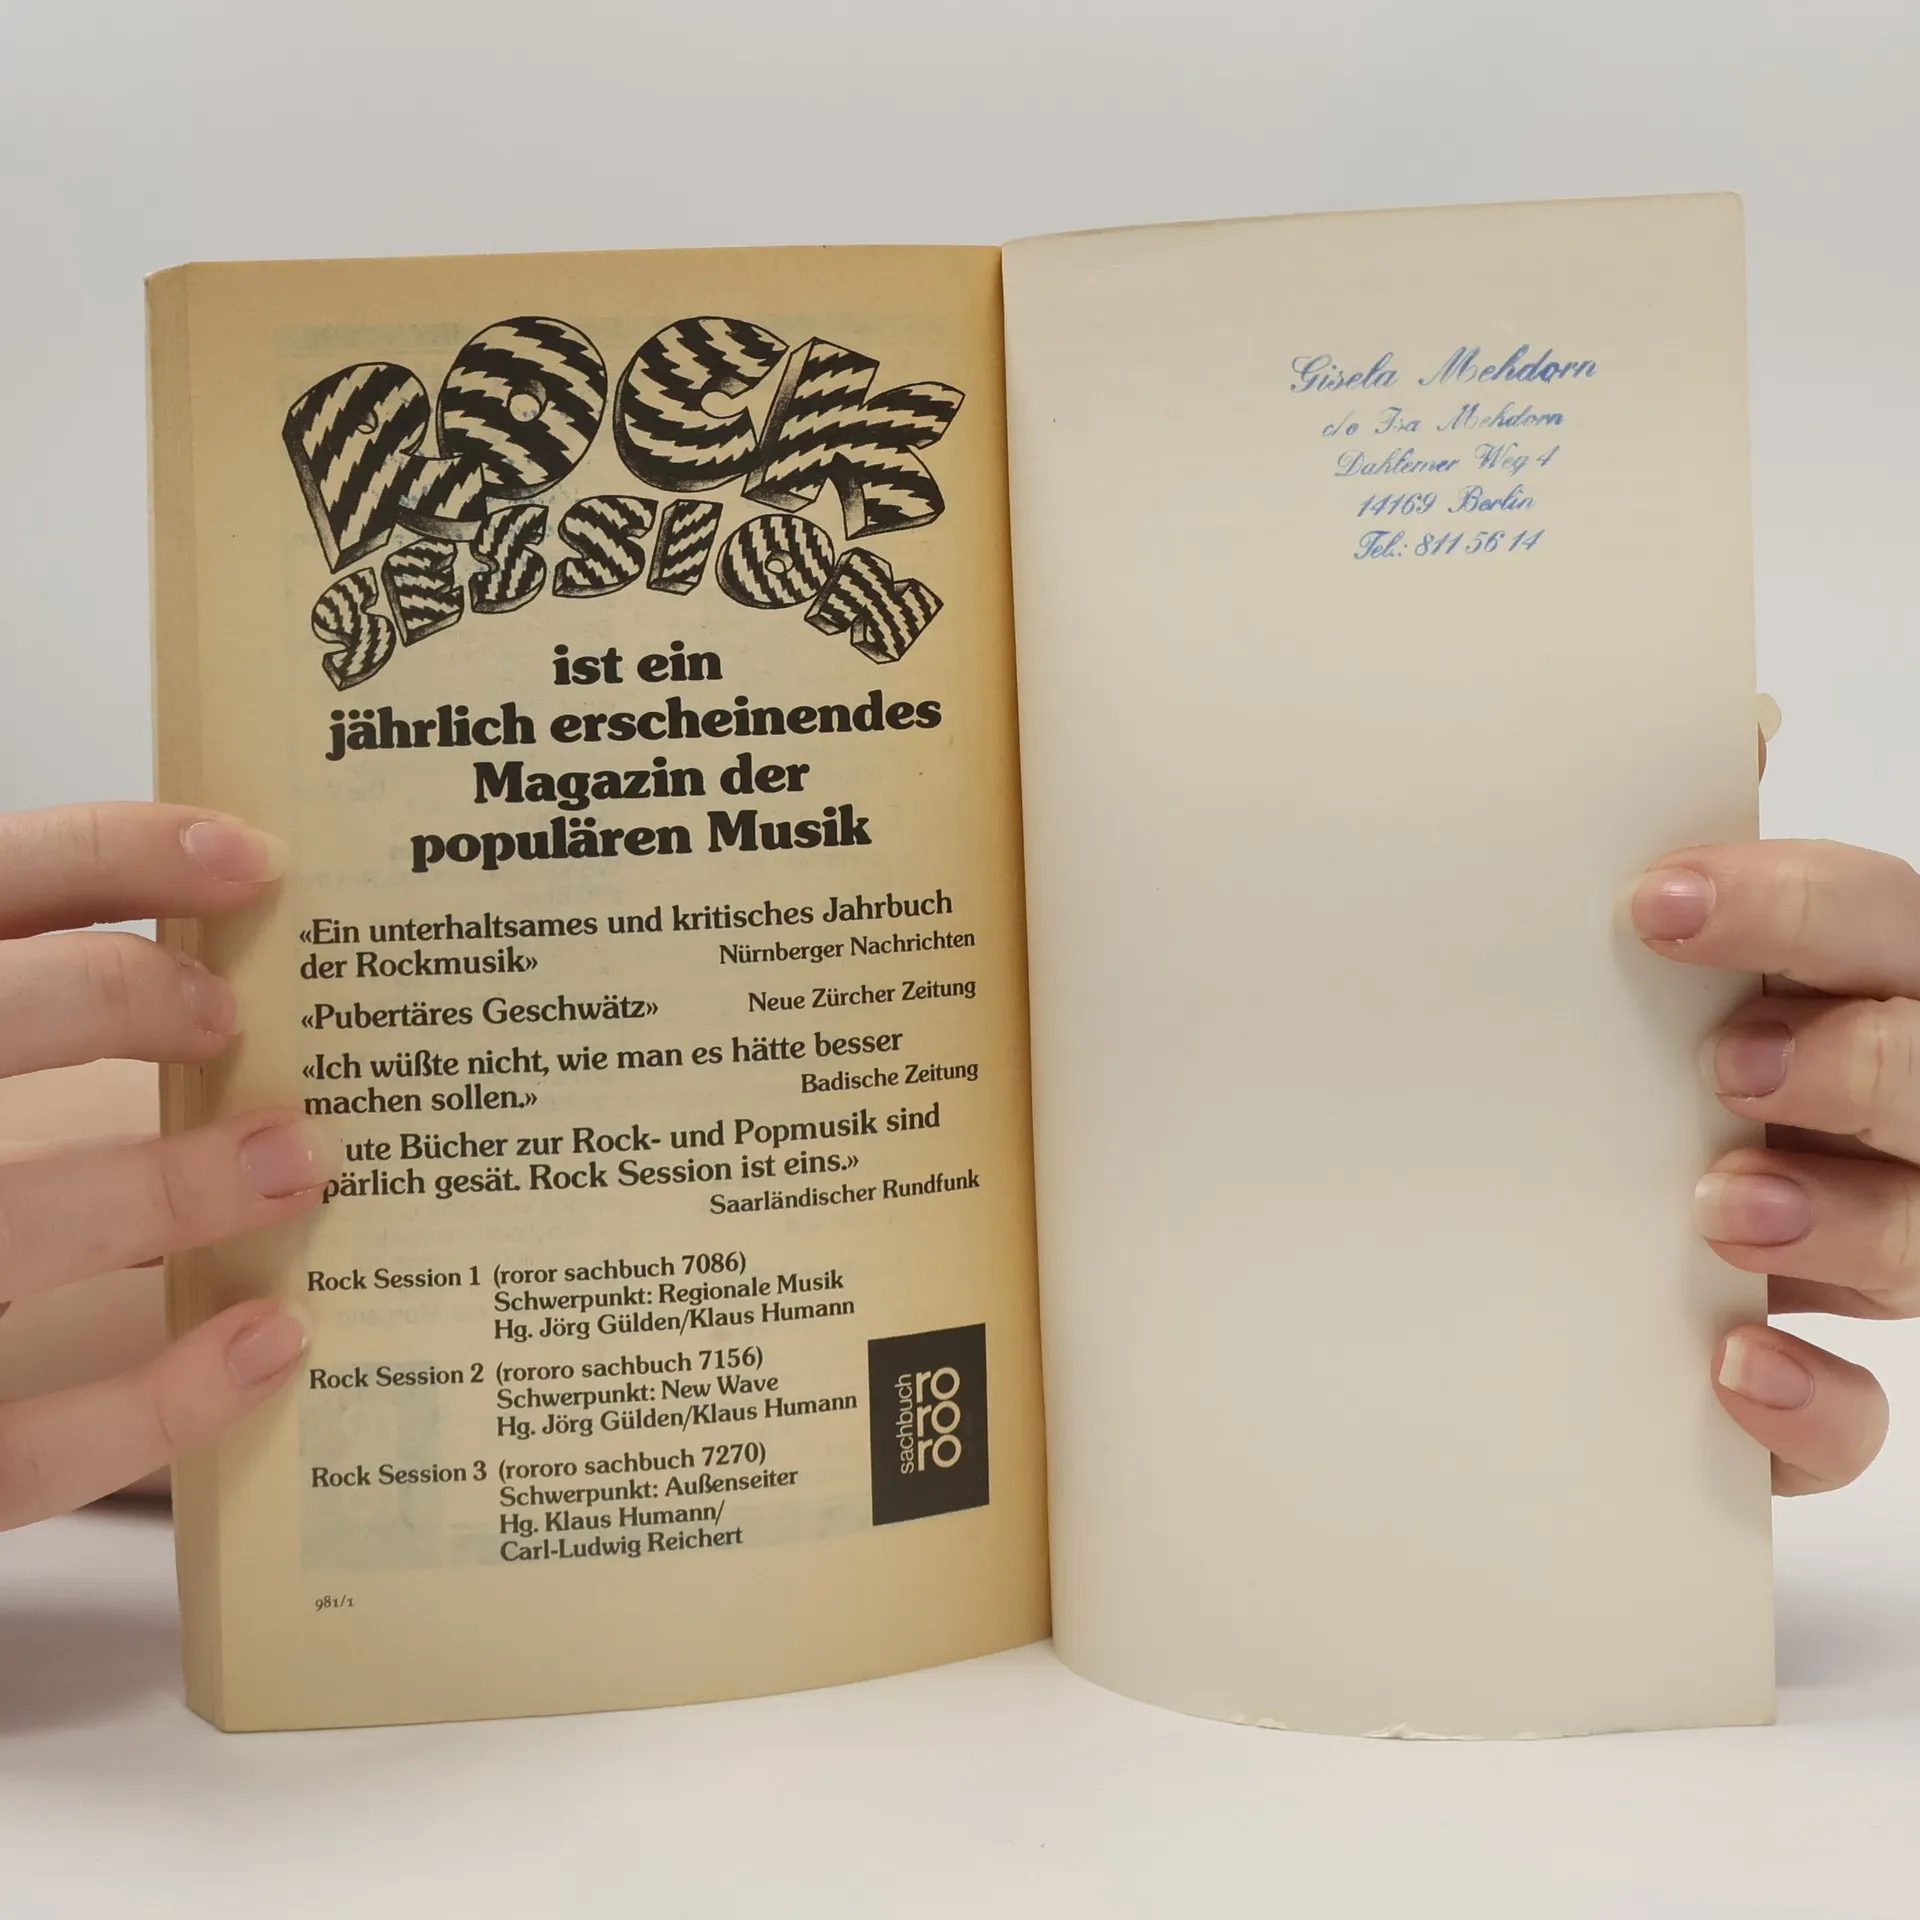 ROCK
SESSION
ist ein
jährlich erscheinendes
Magazin der
populären Musik
«Ein unterhaltsames und kritisches Jahrbuch
der Rockmusik» Nürnberger Nachrichten
«Pubertäres Geschwätz» Neue Zürcher Zeitung
«Ich wüßte nicht, wie man es hätte besser
machen sollen.» Badische Zeitung
ute Bücher zur Rock- und Popmusik sind
pärlich gesät. Rock Session ist eins.»
Saarländischer Rundfunk
Rock Session 1 (roror sachbuch 7086)
Schwerpunkt: Regionale Musik
Hg. Jörg Gülden/Klaus Humann
Rock Session 2 (rororo sachbuch 7156)
Schwerpunkt: New Wave
Hg. Jörg Gülden/Klaus Humann
Rock Session 3 (rororo sachbuch 7270)
Schwerpunkt: Außenseiter
Hg. Klaus Humann/
Carl-Ludwig Reichert
sachbuch
ro
ro
ro
981/1
Gisela Mehdorn
c/o Isa Mehdorn
Dahlemer Weg 4
14169 Berlin
Tel.: 811 56 14